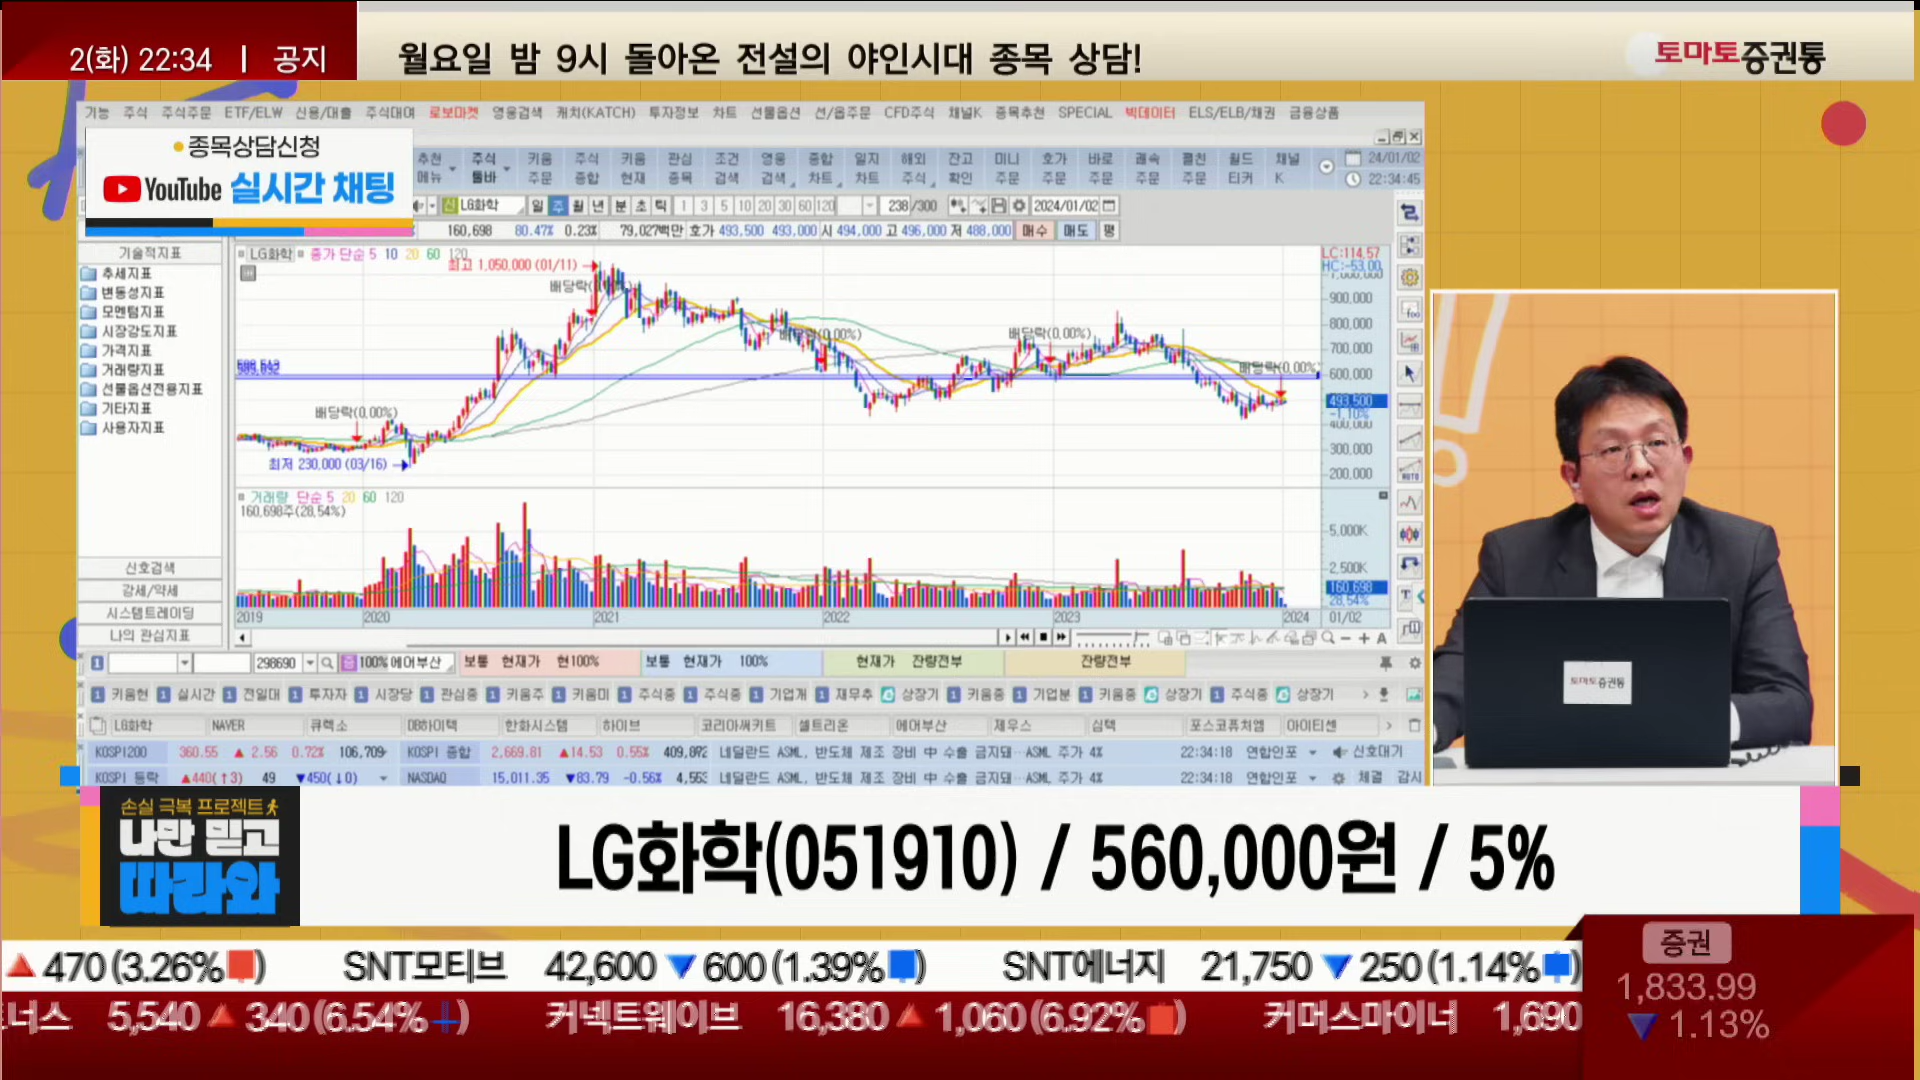 2(화) 22:34 | 공지
월요일 밤 9시 돌아온 전설의 야인시대 종목 상담!
토마토증권통
기능 주식 주식주문 ETF/ELW 신용/대출 주식대여 로보마켓 영웅검색 캐치(KATCH) 투자정보 차트 선물옵션 선/옵주문 CFD주식 채널K 종목추천 SPECIAL 빅데이터 ELS/ELB/채권 금융상품
종목상담신청
YouTube 실시간 채팅
추천 메뉴 주식 툴바 키움 주문 주식 종합 키움 현재 관심 종목 조건 검색 영웅 검색 종합 차트 일지 차트 해외 주식 잔고 확인 미니 주문 호가 주문 바로 주문 쾌속 주문 클친 주문 월드 티커 채널 K
24/01/02
22:34:45
LG화학 일 주 월 년 분 초 틱 1 3 5 10 20 30 60 120 238 /300 2024/01/02
160,698 80.47% 0.23% 79,027백만 호가 493,500 493,000 시 494,000 고 496,000 저 488,000 매수 매도 평
기술적지표
추세지표
변동성지표
모멘텀지표
시장강도지표
가격지표
거래량지표
선물옵션전용지표
기타지표
사용자지표
신호검색
강세/약세
시스템트레이딩
나의 관심지표
LG화학 종가 단순 5 10 20 60 120
최고 1,050,000 (01/11)
배당락(0.00%)
배당락(0.00%)
배당락(0.00%)
배당락(0.00%)
최저 230,000 (03/16)
LC:114.57
HC:-53.00
1,000,000
900,000
800,000
700,000
600,000
493,500
-1.10%
400,000
300,000
200,000
거래량 단순 5 20 60 120
160,698주(28.54%)
5,000K
2,500K
160,698
28.54%
2019 2020 2021 2022 2023 2024 01/02
298690 100% 에어부산 보통 현재가 현100% 보통 현재가 100% 현재가 잔량전부 잔량전부
키움현 실시간 전일대 투자자 시장당 관심종 키움주 키움미 주식종 주식종 기업개 재무추 상장기 키움종 기업분 키움종 상장기 주식종 상장기
LG화학 NAVER 큐렉소 DB하이텍 한화시스템 하이브 코리아써키트 셀트리온 에어부산 제우스 심텍 포스코퓨처엠 아이티센
KOSPI200 360.55 ▲ 2.56 0.72% 106,709 KOSPI 종합 2,669.81 ▲14.53 0.55% 409,872 네덜란드 ASML, 반도체 제조 장비 中 수출 금지돼…ASML 주가 4% 22:34:18 연합인포 신호대기
KOSPI 등락 ▲440(↑3) 49 ▼450(↓0) NASDAQ 15,011.35 ▼83.79 -0.56% 4,553 네덜란드 ASML, 반도체 제조 장비 中 수출 금지돼…ASML 주가 4% 22:34:18 연합인포 체결 감시
토마토증권통
손실 극복 프로젝트
나만 믿고
따라와
LG화학(051910) / 560,000원 / 5%
▲ 470 (3.26%) SNT모티브 42,600 ▼ 600 (1.39%) SNT에너지 21,750 ▼ 250 (1.14%)
트너스 5,540 ▲ 340 (6.54%) 커넥트웨이브 16,380 ▲ 1,060 (6.92%) 커머스마이너 1,690
증권
1,833.99
▼ 1.13%